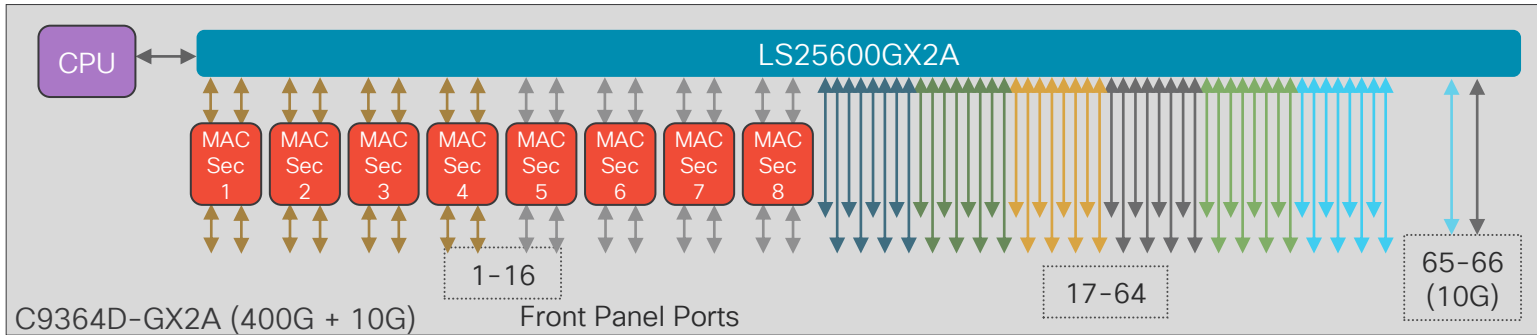 CPU
LS25600GX2A
MAC
Sec
1
MAC
Sec
2
MAC
Sec
3
MAC
Sec
4
MAC
Sec
5
MAC
Sec
6
MAC
Sec
7
MAC
Sec
8
1-16
17-64
65-66
(10G)
C9364D-GX2A (400G + 10G)
Front Panel Ports